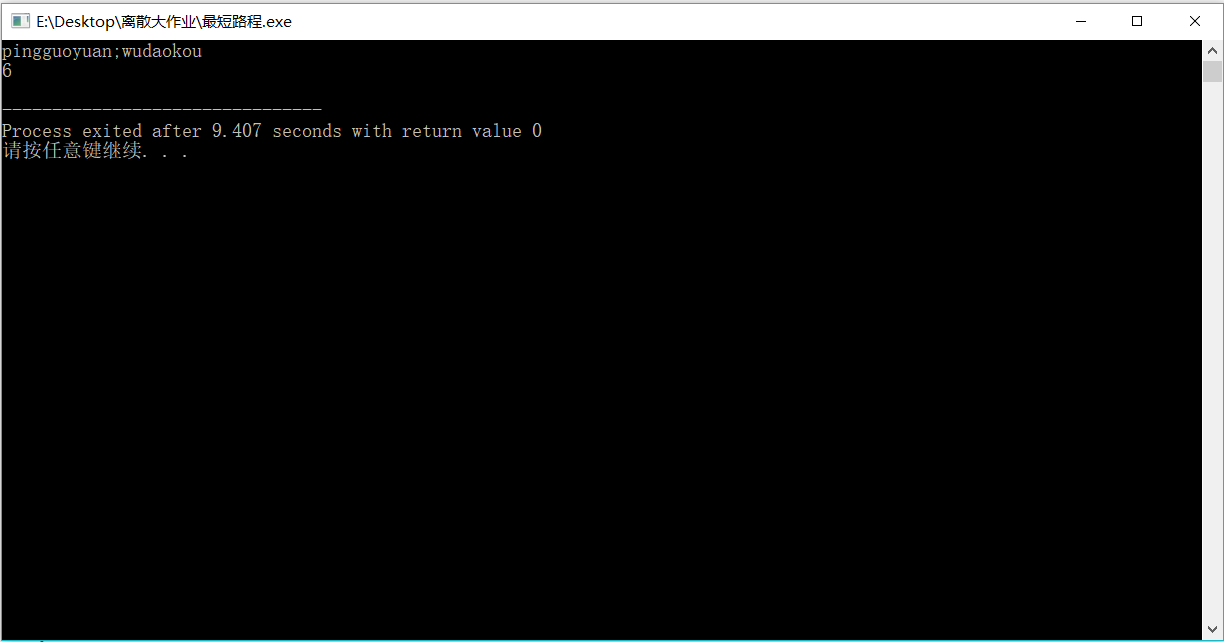 E:\Desktop\离散大作业\最短路程.exe
pingguoyuan;wudaokou
6
--------------------------------
Process exited after 9.407 seconds with return value 0
请按任意键继续. . .